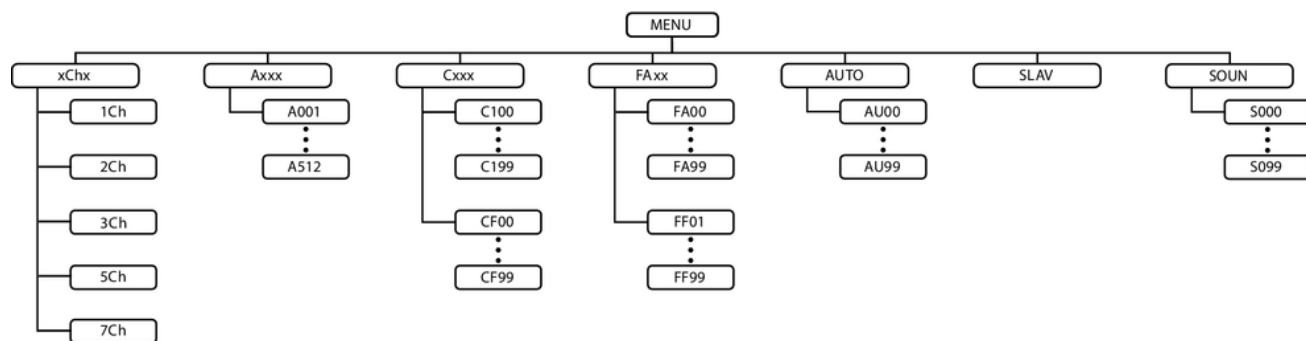 MENU
xChx
Axxx
Cxxx
FAxx
AUTO
SLAV
SOUN
1Ch
A001
C100
FA00
AU00
S000
2Ch
A512
C199
FA99
AU99
S099
3Ch
CF00
FF01
5Ch
CF99
FF99
7Ch